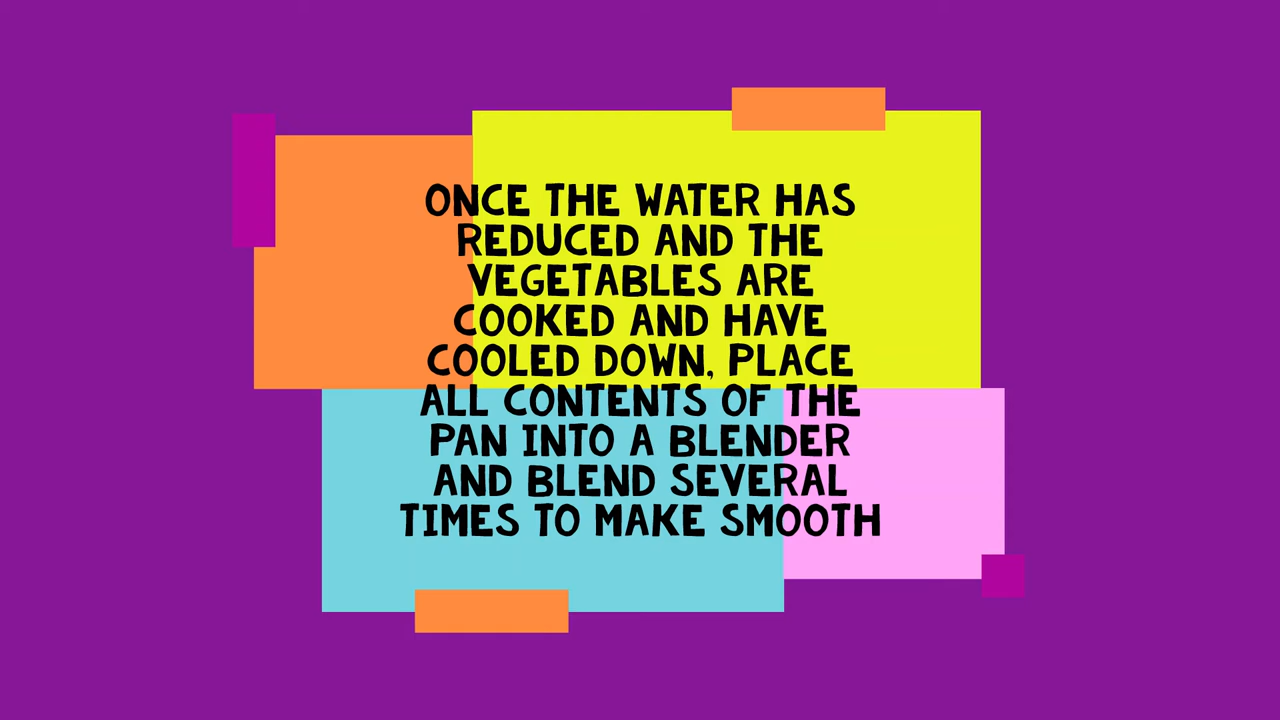 ONCE THE WATER HAS
REDUCED AND THE
VEGETABLES ARE
COOKED AND HAVE
COOLED DOWN, PLACE
ALL CONTENTS OF THE
PAN INTO A BLENDER
AND BLEND SEVERAL
TIMES TO MAKE SMOOTH